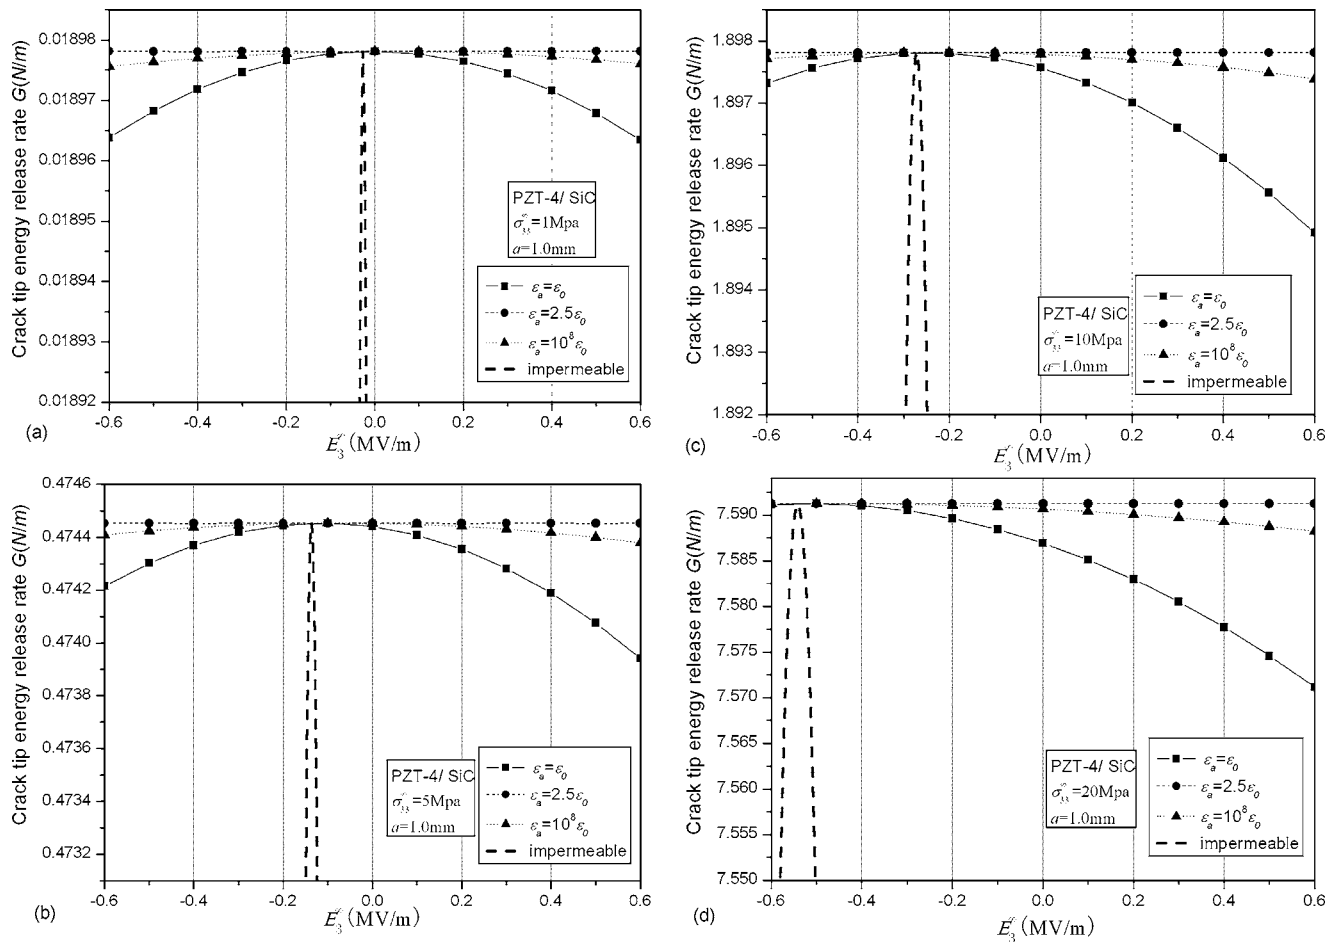 Crack tip energy release rate G(N/m)
0.01898
0.01897
0.01896
0.01895
0.01894
0.01893
0.01892
-0.6 -0.4 -0.2 0.0 0.2 0.4 0.6
PZT-4/ SiC
σ∞33=1Mpa
a=1.0mm
εa=ε0
εa=2.5ε0
εa=10⁸ε0
impermeable
(a)
E∞3(MV/m)
Crack tip energy release rate G(N/m)
1.898
1.897
1.896
1.895
1.894
1.893
1.892
-0.6 -0.4 -0.2 0.0 0.2 0.4 0.6
PZT-4/ SiC
σ∞33=10Mpa
a=1.0mm
εa=ε0
εa=2.5ε0
εa=10⁸ε0
impermeable
(c)
E∞3(MV/m)
Crack tip energy release rate G(N/m)
0.4746
0.4744
0.4742
0.4740
0.4738
0.4736
0.4734
0.4732
-0.6 -0.4 -0.2 0.0 0.2 0.4 0.6
PZT-4/ SiC
σ∞33=5Mpa
a=1.0mm
εa=ε0
εa=2.5ε0
εa=10⁸ε0
impermeable
(b)
E∞3(MV/m)
Crack tip energy release rate G(N/m)
7.590
7.585
7.580
7.575
7.570
7.565
7.560
7.555
7.550
-0.6 -0.4 -0.2 0.0 0.2 0.4 0.6
PZT-4/ SiC
σ∞33=20Mpa
a=1.0mm
εa=ε0
εa=2.5ε0
εa=10⁸ε0
impermeable
(d)
E∞3(MV/m)